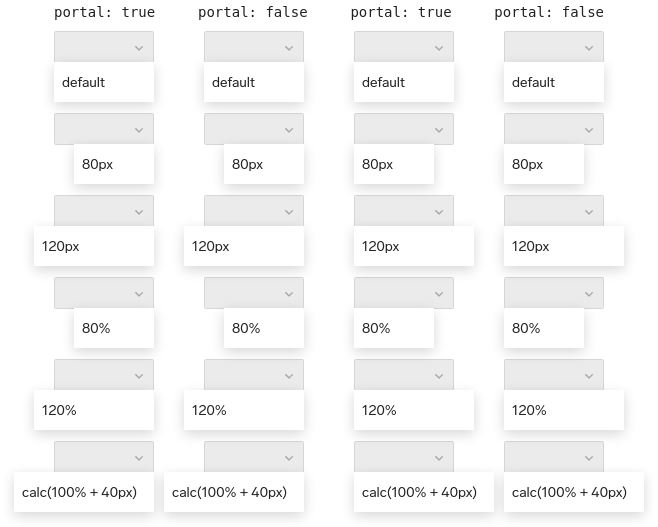 portal: true portal: false portal: true portal: false
default default default default
80px 80px 80px 80px
120px 120px 120px 120px
80% 80% 80% 80%
120% 120% 120% 120%
calc(100% + 40px) calc(100% + 40px) calc(100% + 40px) calc(100% + 40px)